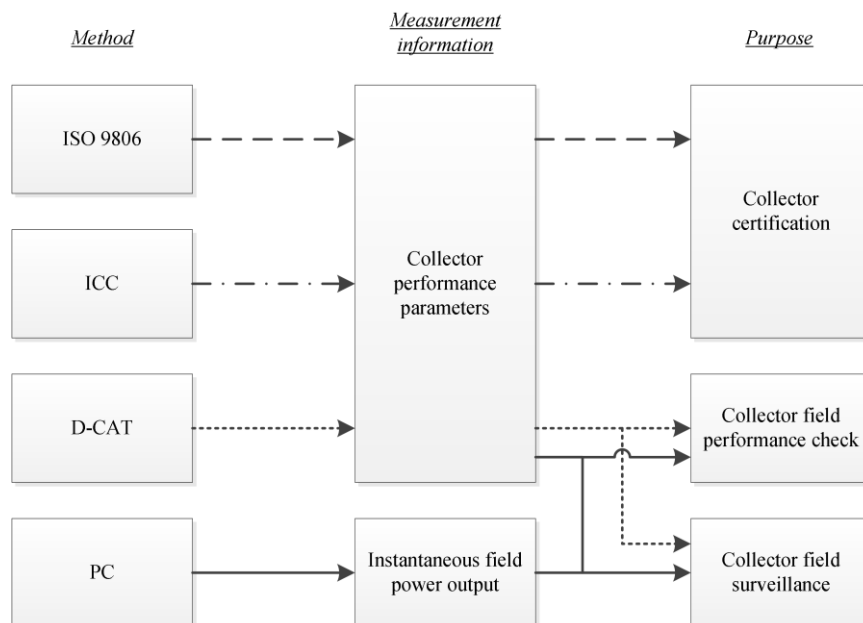 Method
Measurement
information
Purpose
ISO 9806
ICC
D-CAT
PC
Collector
performance
parameters
Instantaneous field
power output
Collector
certification
Collector field
performance check
Collector field
surveillance